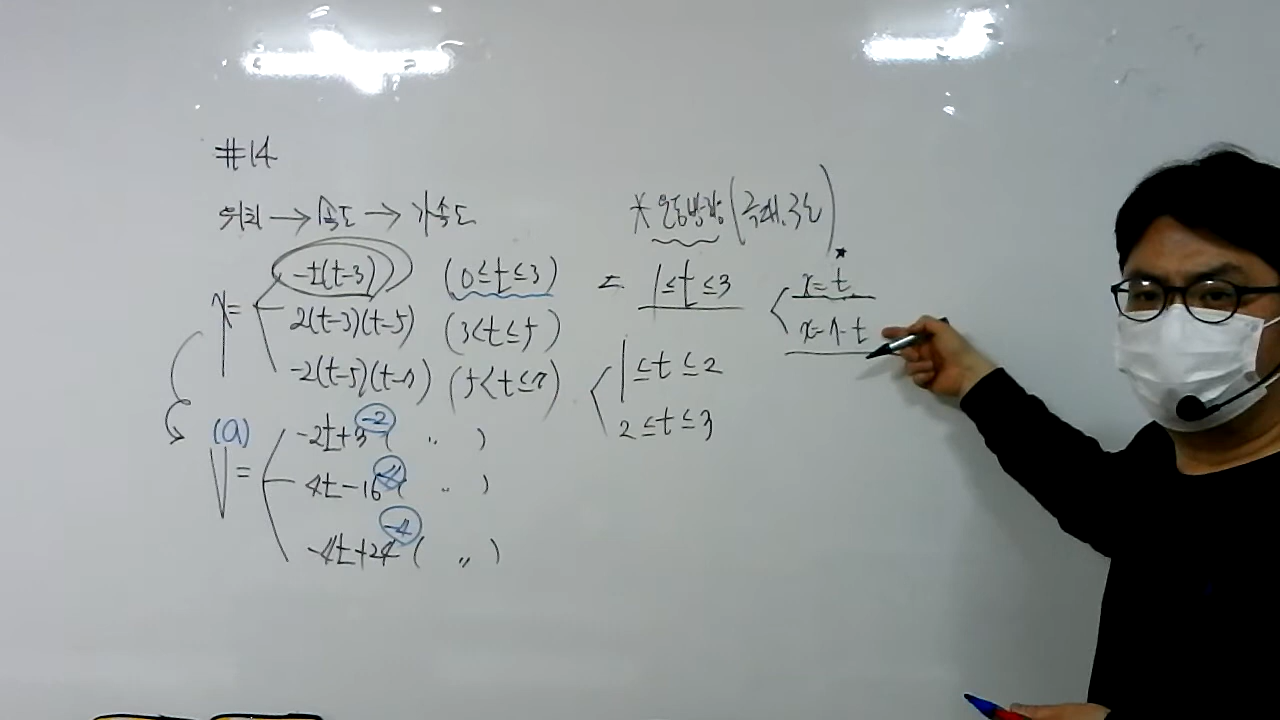 #14
위치 → 속도 → 가속도
x= -t(t-3) (0≤t≤3)
2(t-3)(t-5) (3<t≤5)
-2(t-5)(t-7) (5<t≤7)
(a)
V= -2t+3 -2 ( 〃 )
4t-16 4 ( 〃 )
-4t+24 -4 ( 〃 )
* 운동방향 (극대.극소)
1≤t≤3
x=t
x=1-t
1≤t≤2
2≤t≤3